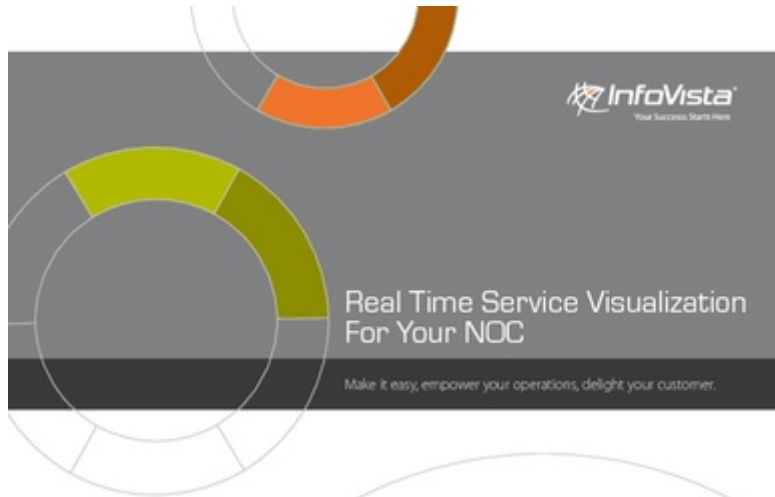 InfoVista®
Your Success Starts Here
Real Time Service Visualization
For Your NOC
Make it easy, empower your operations, delight your customer.